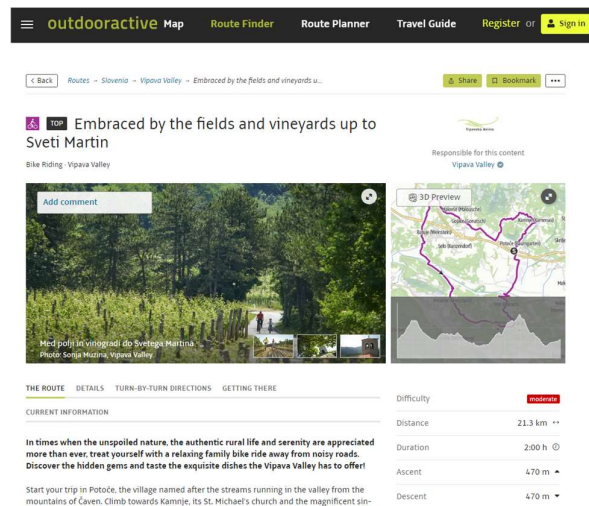 outdooractive Map Route Finder Route Planner Travel Guide Register or Sign in
< Back Routes → Slovenia → Vipava Valley → Embraced by the fields and vineyards u... Share Bookmark •••
TOP Embraced by the fields and vineyards up to
Sveti Martin
Bike Riding · Vipava Valley
Responsible for this content
Vipava Valley
Add comment
3D Preview
Med polji in vinogradi do Svetega Martina
Photo: Sonja Muzina, Vipava Valley
THE ROUTE DETAILS TURN-BY-TURN DIRECTIONS GETTING THERE
CURRENT INFORMATION
In times when the unspoiled nature, the authentic rural life and serenity are appreciated
more than ever, treat yourself with a relaxing family bike ride away from noisy roads.
Discover the hidden gems and taste the exquisite dishes the Vipava Valley has to offer!
Start your trip in Potoče, the village named after the streams running in the valley from the
mountains of Čaven. Climb towards Kamnje, its St. Michael's church and the magnificent sin-
Difficulty moderate
Distance 21.3 km
Duration 2:00 h
Ascent 470 m
Descent 470 m